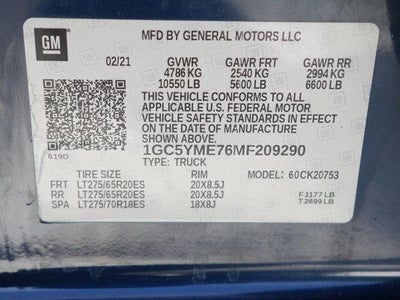 GM
MFD BY GENERAL MOTORS LLC
02/21 GVWR GAWR FRT GAWR RR
4786 KG 2540 KG 2994 KG
10550 LB 5600 LB 6600 LB
THIS VEHICLE CONFORMS TO ALL
APPLICABLE U.S. FEDERAL MOTOR
VEHICLE SAFETY STANDARDS IN EFFECT
ON THE DATE OF MANUFACTURE
SHOWN ABOVE.
619D
1GC5YME76MF209290
TYPE: TRUCK
TIRE SIZE RIM MODEL: 60CK20753
FRT LT275/65R20ES 20X8.5J
RR LT275/65R20ES 20X8.5J F 1177 LB
SPA LT275/70R18ES 18X8J T 2699 LB